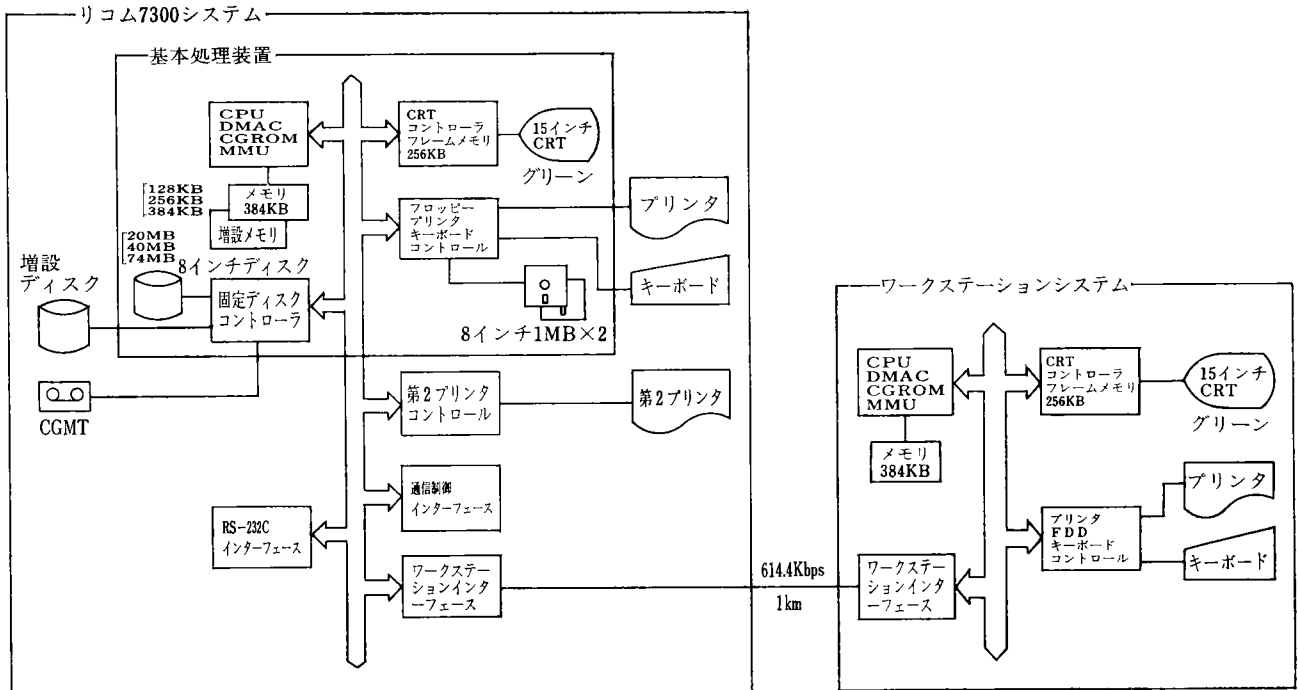 リコム7300システム
基本処理装置
CPU
DMAC
CGROM
MMU
メモリ
384KB
増設メモリ
128KB
256KB
384KB
20MB
40MB
74MB
8インチディスク
固定ディスク
コントローラ
増設
ディスク
CGMT
CRT
コントローラ
フレームメモリ
256KB
15インチ
CRT
グリーン
フロッピー
プリンタ
キーボード
コントロール
プリンタ
キーボード
8インチ1MB×2
第2プリンタ
コントロール
第2プリンタ
通信制御
インターフェース
RS-232C
インターフェース
ワークステ
ーションインタ
ーフェース
614.4Kbps
1km
ワークステーションシステム
CPU
DMAC
CGROM
MMU
メモリ
384KB
CRT
コントローラ
フレームメモリ
256KB
15インチ
CRT
グリーン
プリンタ
FDD
キーボード
コントロール
プリンタ
キーボード
ワークステ
ーションインタ
ーフェース